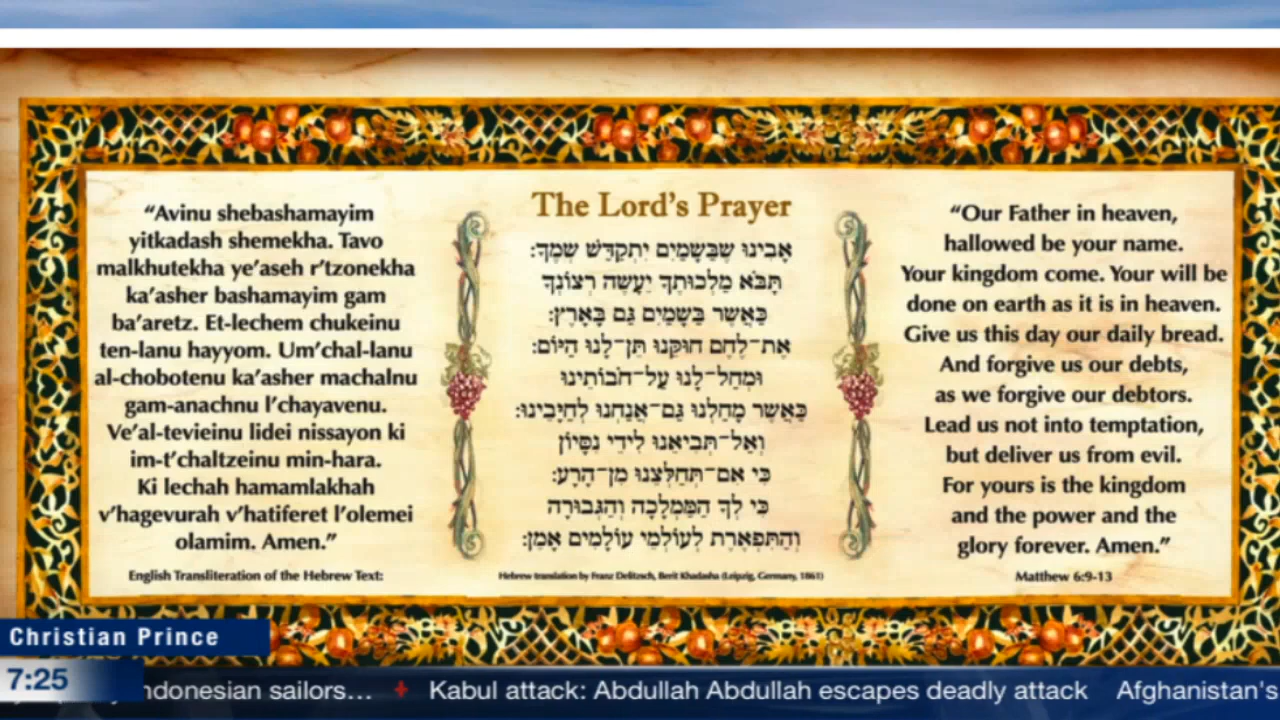 The Lord's Prayer
"Avinu shebashamayim
yitkadash shemekha. Tavo
malkhutekha ye'aseh r'tzonekha
ka'asher bashamayim gam
ba'aretz. Et-lechem chukeinu
ten-lanu hayyom. Um'chal-lanu
al-chobotenu ka'asher machalnu
gam-anachnu l'chayavenu.
Ve'al-tevieinu lidei nissayon ki
im-t'chaltzeinu min-hara.
Ki lechah hamamlakhah
v'hagevurah v'hatiferet l'olemei
olamim. Amen."
English Transliteration of the Hebrew Text:
אָבִינוּ שֶׁבַּשָּׁמַיִם יִתְקַדֵּשׁ שְׁמֶךָ:
תָּבֹא מַלְכוּתְךָ יֵעָשֶׂה רְצוֹנְךָ
כַּאֲשֶׁר בַּשָּׁמַיִם גַּם בָּאָרֶץ:
אֶת־לֶחֶם חוּקֵּנוּ תֵּן־לָנוּ הַיּוֹם:
וּמְחַל־לָנוּ עַל־חֹבוֹתֵינוּ
כַּאֲשֶׁר מָחַלְנוּ גַּם־אֲנַחְנוּ לְחַיָּבֵינוּ:
וְאַל־תְּבִיאֵנוּ לִידֵי נִסָּיוֹן
כִּי אִם־תְּחַלְּצֵנוּ מִן־הָרָע:
כִּי לְךָ הַמַּמְלָכָה וְהַגְּבוּרָה
וְהַתִּפְאֶרֶת לְעוֹלְמֵי עוֹלָמִים אָמֵן:
Hebrew translation by Franz Delitzsch, Berit Khadasha (Leipzig, Germany, 1861)
"Our Father in heaven,
hallowed be your name.
Your kingdom come. Your will be
done on earth as it is in heaven.
Give us this day our daily bread.
And forgive us our debts,
as we forgive our debtors.
Lead us not into temptation,
but deliver us from evil.
For yours is the kingdom
and the power and the
glory forever. Amen."
Matthew 6:9-13
Christian Prince
7:25
ndonesian sailors... Kabul attack: Abdullah Abdullah escapes deadly attack Afghanistan's